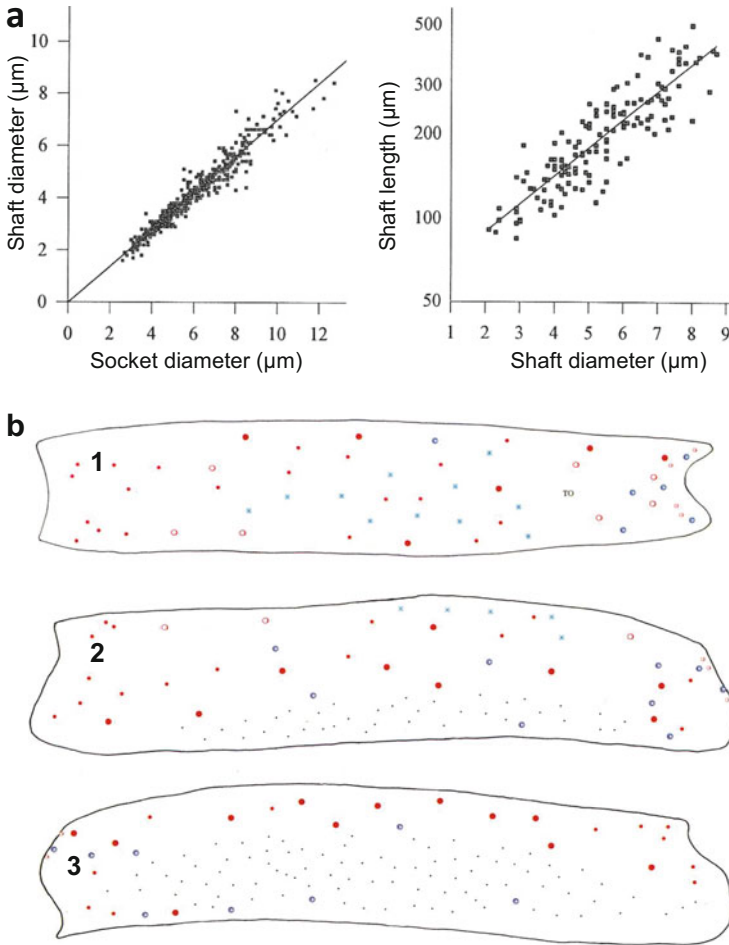 a
10
8
6
4
2
0
Shaft diameter (µm)
0 2 4 6 8 10 12
Socket diameter (µm)
500
300
200
100
50
Shaft length (µm)
1 2 3 4 5 6 7 8 9
Shaft diameter (µm)
b
1
TO
2
3